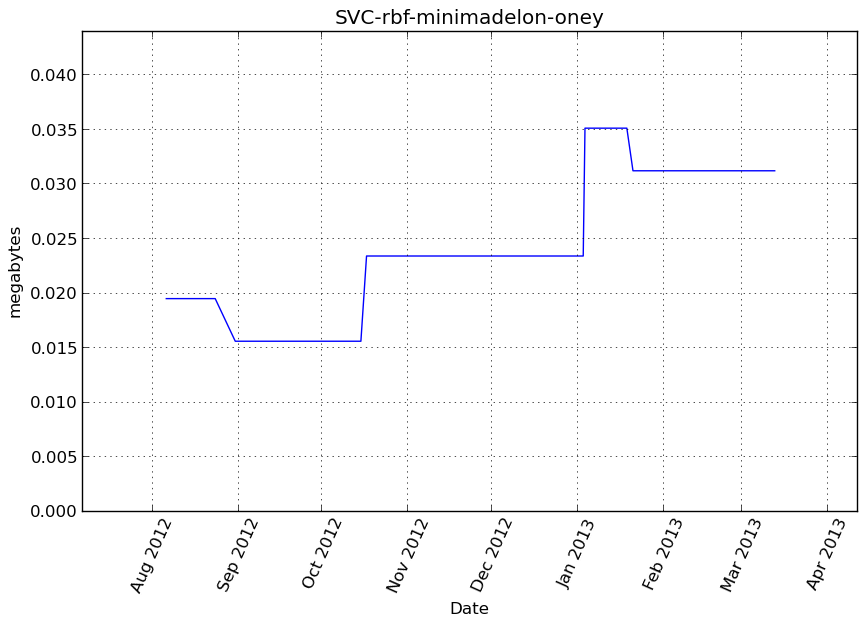 SVC-rbf-minimadelon-oney
0.040
0.035
0.030
0.025
0.020
0.015
0.010
0.005
0.000
megabytes
Aug 2012
Sep 2012
Oct 2012
Nov 2012
Dec 2012
Jan 2013
Feb 2013
Mar 2013
Apr 2013
Date